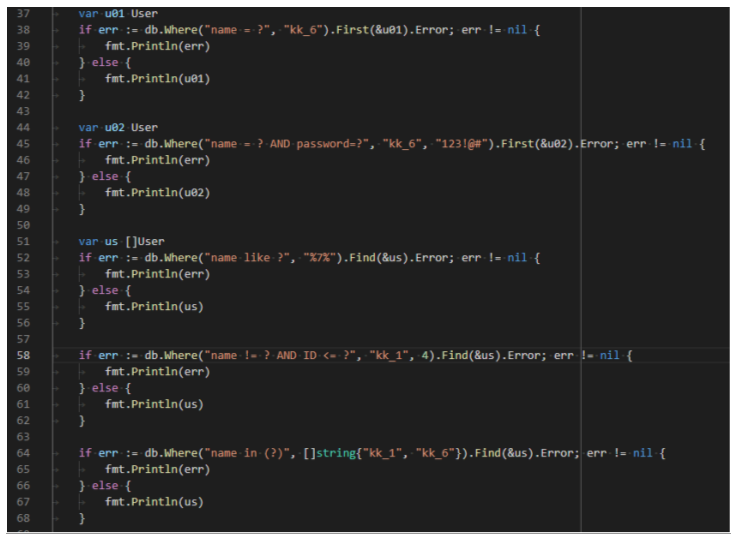 37 var u01 User
38 if err := db.Where("name = ?", "kk_6").First(&u01).Error; err != nil {
39 fmt.Println(err)
40 } else {
41 fmt.Println(u01)
42 }
43
44 var u02 User
45 if err := db.Where("name = ? AND password=?", "kk_6", "123!@#").First(&u02).Error; err != nil {
46 fmt.Println(err)
47 } else {
48 fmt.Println(u02)
49 }
50
51 var us []User
52 if err := db.Where("name like ?", "%7%").Find(&us).Error; err != nil {
53 fmt.Println(err)
54 } else {
55 fmt.Println(us)
56 }
57
58 if err := db.Where("name != ? AND ID <= ?", "kk_1", 4).Find(&us).Error; err != nil {
59 fmt.Println(err)
60 } else {
61 fmt.Println(us)
62 }
63
64 if err := db.Where("name in (?)", []string{"kk_1", "kk_6"}).Find(&us).Error; err != nil {
65 fmt.Println(err)
66 } else {
67 fmt.Println(us)
68 }